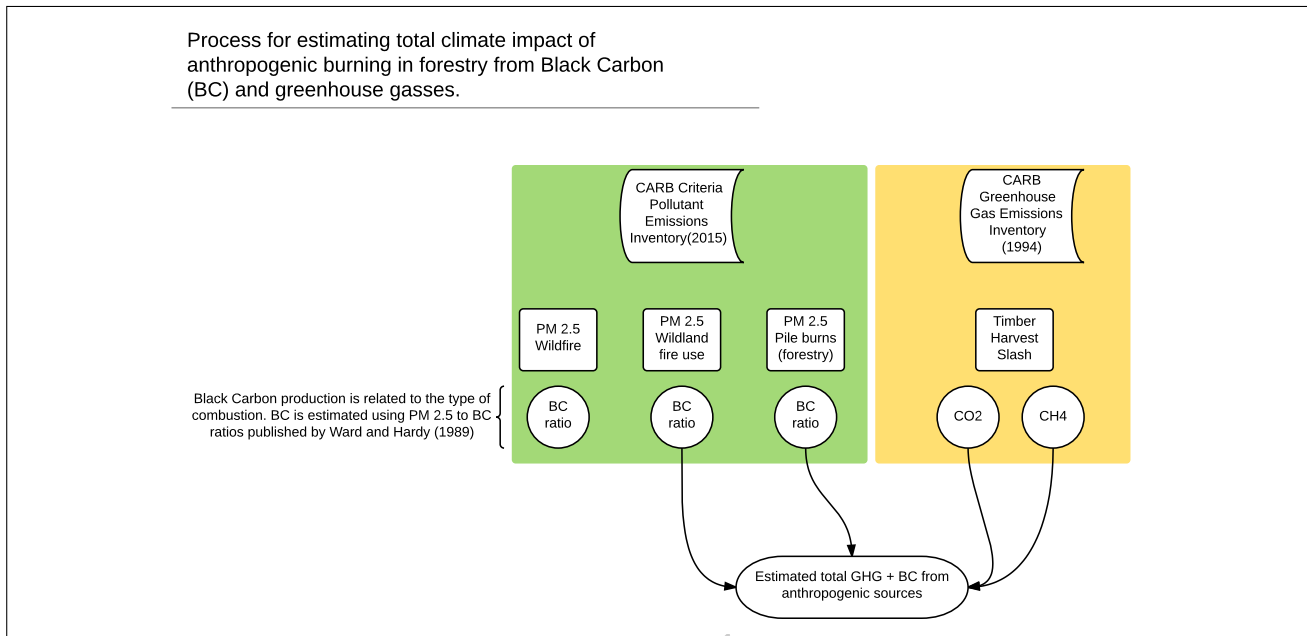 Process for estimating total climate impact of
anthropogenic burning in forestry from Black Carbon
(BC) and greenhouse gasses.
CARB Criteria
Pollutant
Emissions
Inventory(2015)
CARB
Greenhouse
Gas Emissions
Inventory
(1994)
PM 2.5
Wildfire
PM 2.5
Wildland
fire use
PM 2.5
Pile burns
(forestry)
Timber
Harvest
Slash
Black Carbon production is related to the type of
combustion. BC is estimated using PM 2.5 to BC
ratios published by Ward and Hardy (1989)
BC
ratio
BC
ratio
BC
ratio
CO2
CH4
Estimated total GHG + BC from
anthropogenic sources